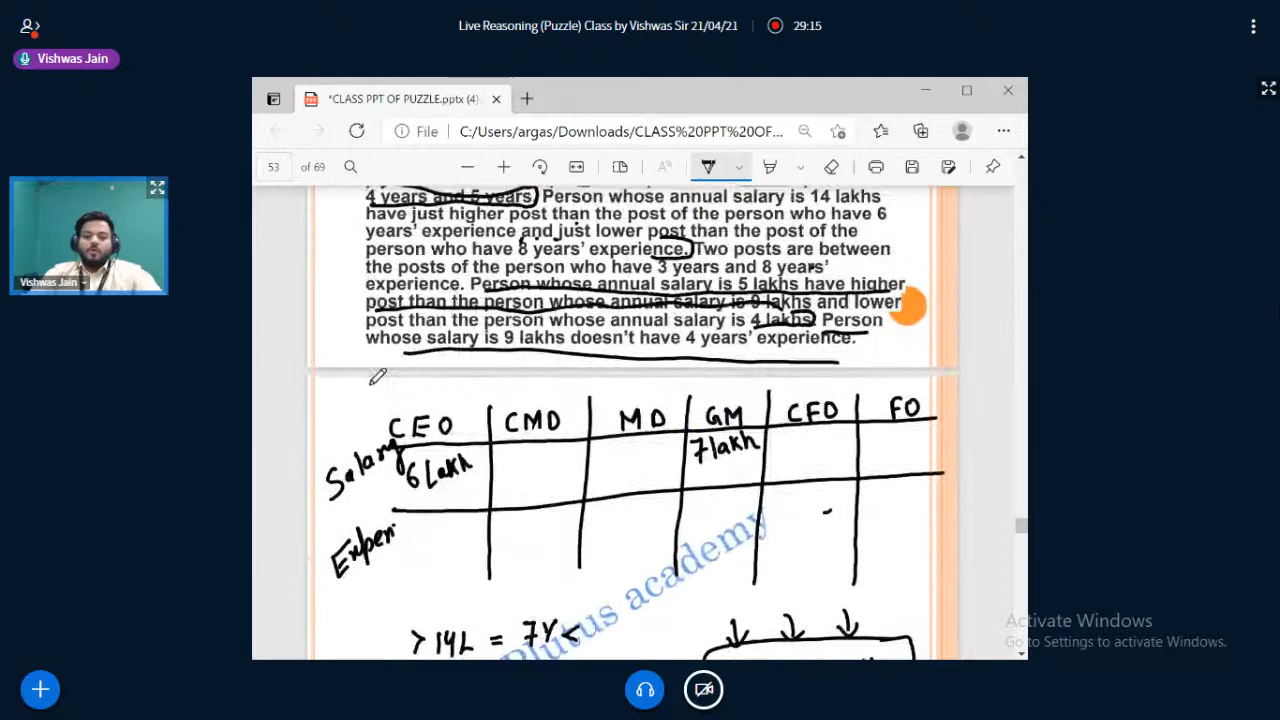 Live Reasoning (Puzzle) Class by Vishwas Sir 21/04/21
29:15
Vishwas Jain
*CLASS PPT OF PUZZLE.pptx (4)
File C:/Users/argas/Downloads/CLASS%20PPT%20OF...
53 of 69
4 years and 5 years. Person whose annual salary is 14 lakhs
have just higher post than the post of the person who have 6
years' experience and just lower post than the post of the
person who have 8 years' experience. Two posts are between
the posts of the person who have 3 years and 8 years'
experience. Person whose annual salary is 5 lakhs have higher
post than the person whose annual salary is 9 lakhs and lower
post than the person whose annual salary is 4 lakhs. Person
whose salary is 9 lakhs doesn't have 4 years' experience.
Vishwas Jain
CEO CMD MD GM CFO FO
Salary 6 Lakh 7 lakh
Experi
> 14L = 7Y <
Plutus academy
Activate Windows
Go to Settings to activate Windows.